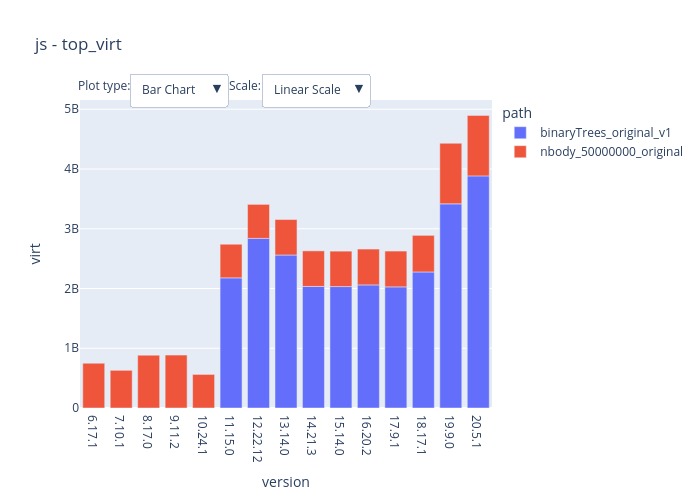 js - top_virt
Plot type:
Bar Chart
Scale:
Linear Scale
path
binaryTrees_original_v1
nbody_50000000_original
5B
4B
3B
2B
1B
0
virt
6.17.1
7.10.1
8.17.0
9.11.2
10.24.1
11.15.0
12.22.12
13.14.0
14.21.3
15.14.0
16.20.2
17.9.1
18.17.1
19.9.0
20.5.1
version